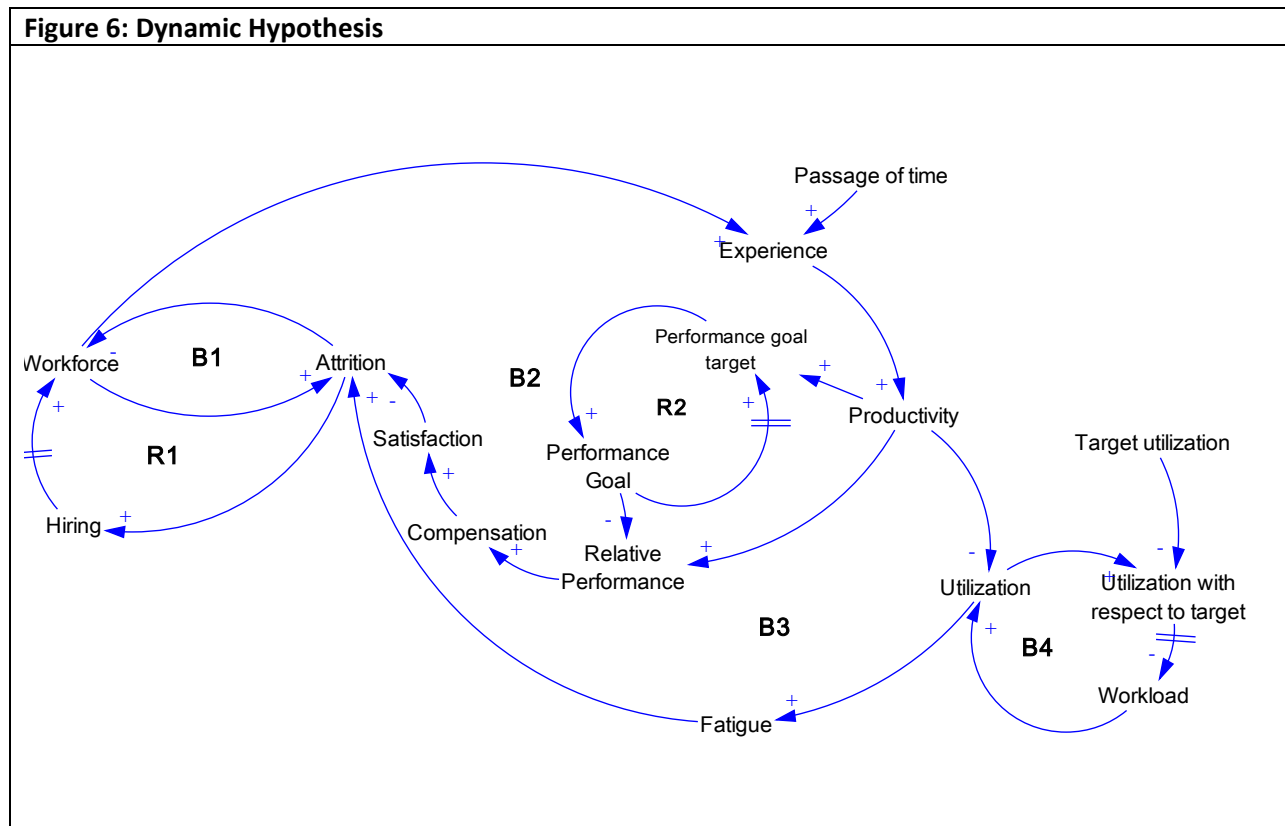 Figure 6: Dynamic Hypothesis
Passage of time
+
+
Experience
Performance goal
target
Workforce
-
B1
+
Attrition
B2
+
+
+
-
+
R2
+
Productivity
R1
Satisfaction
+
Performance
Goal
Target utilization
+
Hiring
+
Compensation
-
+
Relative
Performance
+
-
-
Utilization
+
Utilization with
respect to target
B3
+
B4
-
Workload
+
Fatigue